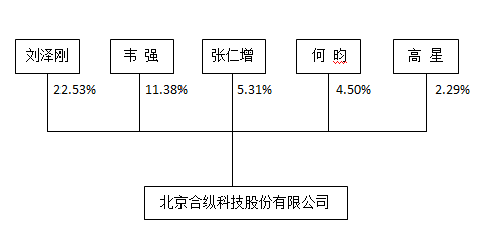 刘泽刚 韦 强 张仁增 何 昀 高 星
22.53% 11.38% 5.31% 4.50% 2.29%
北京合纵科技股份有限公司